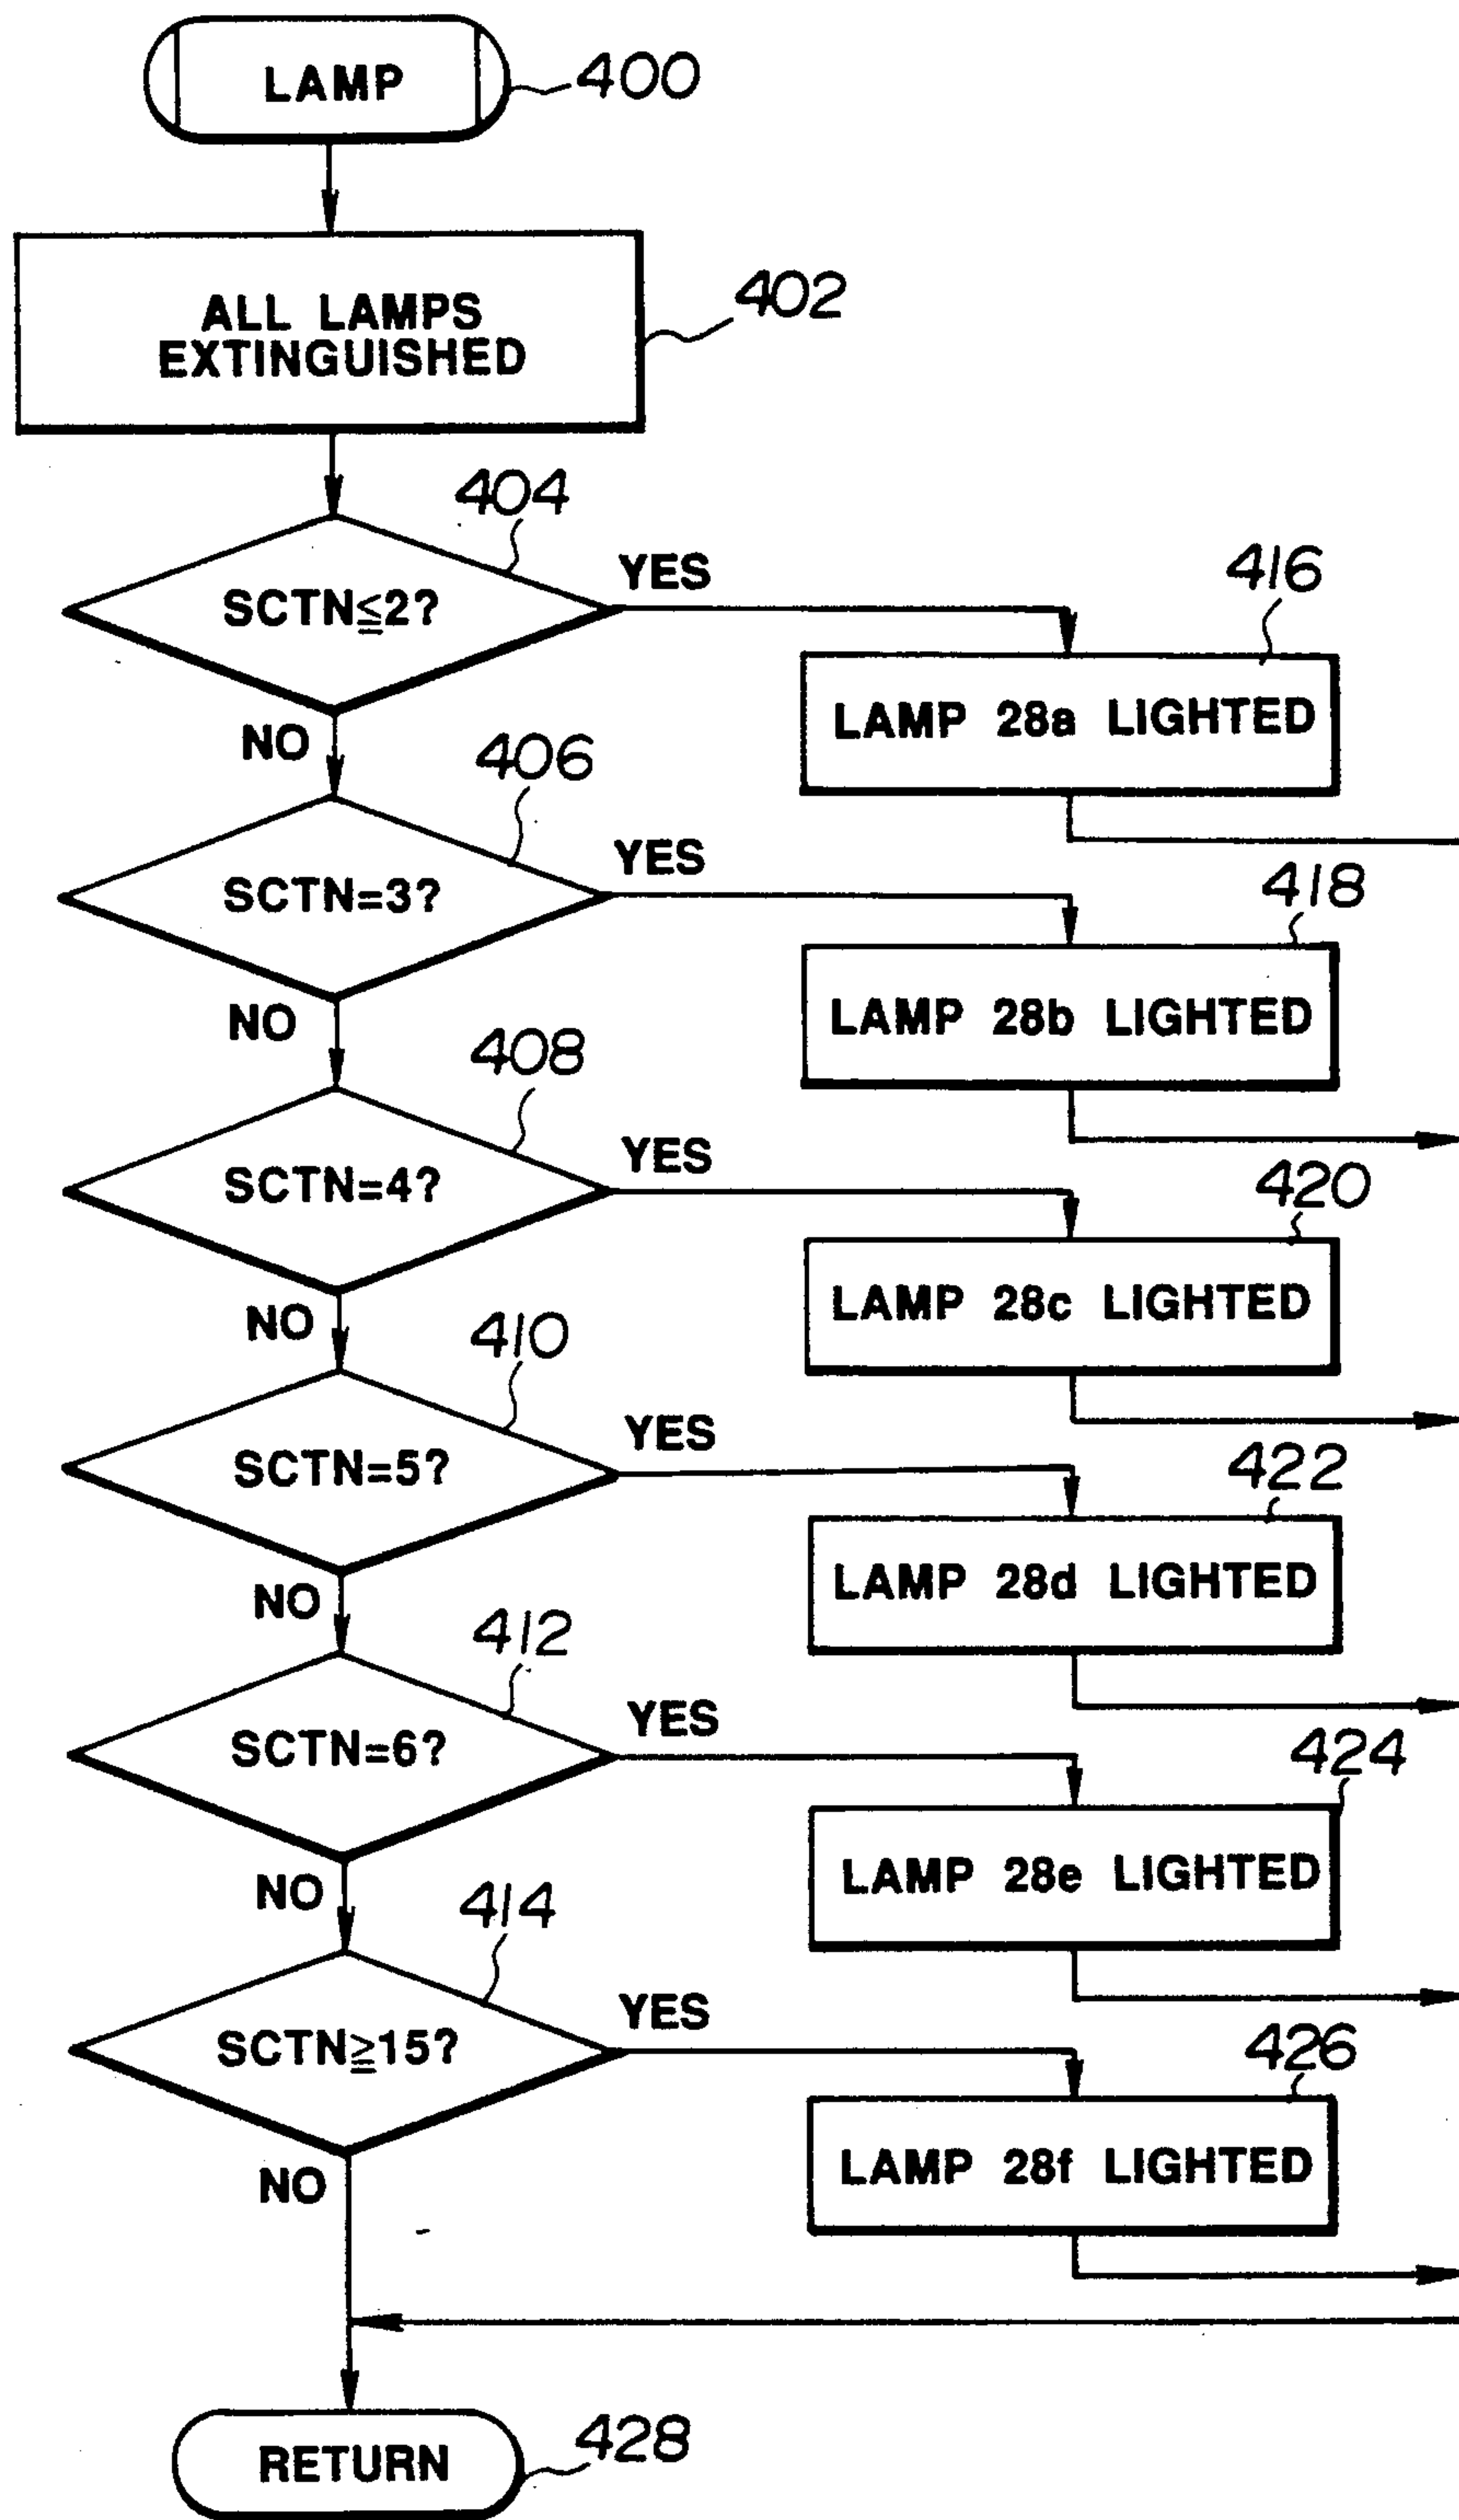 LAMP
400
ALL LAMPS
EXTINGUISHED
402
404
SCTN≦2?
YES
416
LAMP 28a LIGHTED
NO
406
SCTN=3?
YES
418
LAMP 28b LIGHTED
NO
408
SCTN=4?
YES
420
LAMP 28c LIGHTED
NO
410
SCTN=5?
YES
422
LAMP 28d LIGHTED
NO
412
SCTN=6?
YES
424
LAMP 28e LIGHTED
NO
414
SCTN≧15?
YES
426
LAMP 28f LIGHTED
NO
RETURN
428